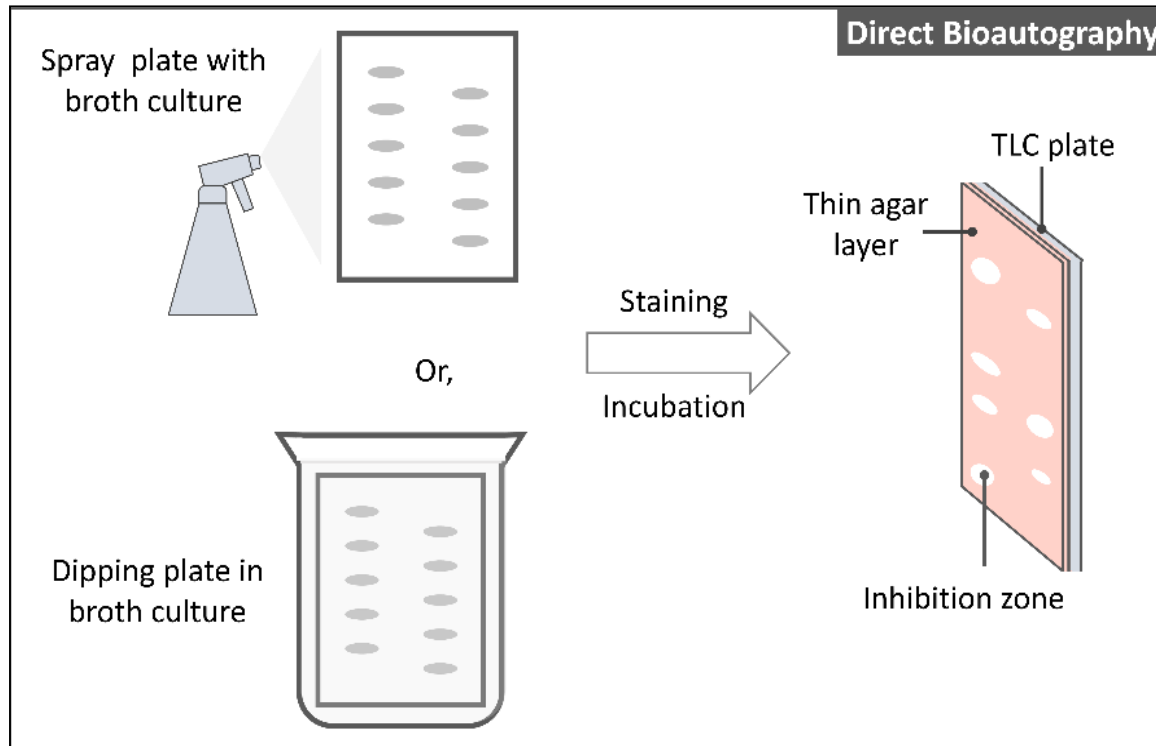 Direct Bioautography
Spray plate with
broth culture
TLC plate
Thin agar
layer
Staining
Or,
Incubation
Dipping plate in
broth culture
Inhibition zone